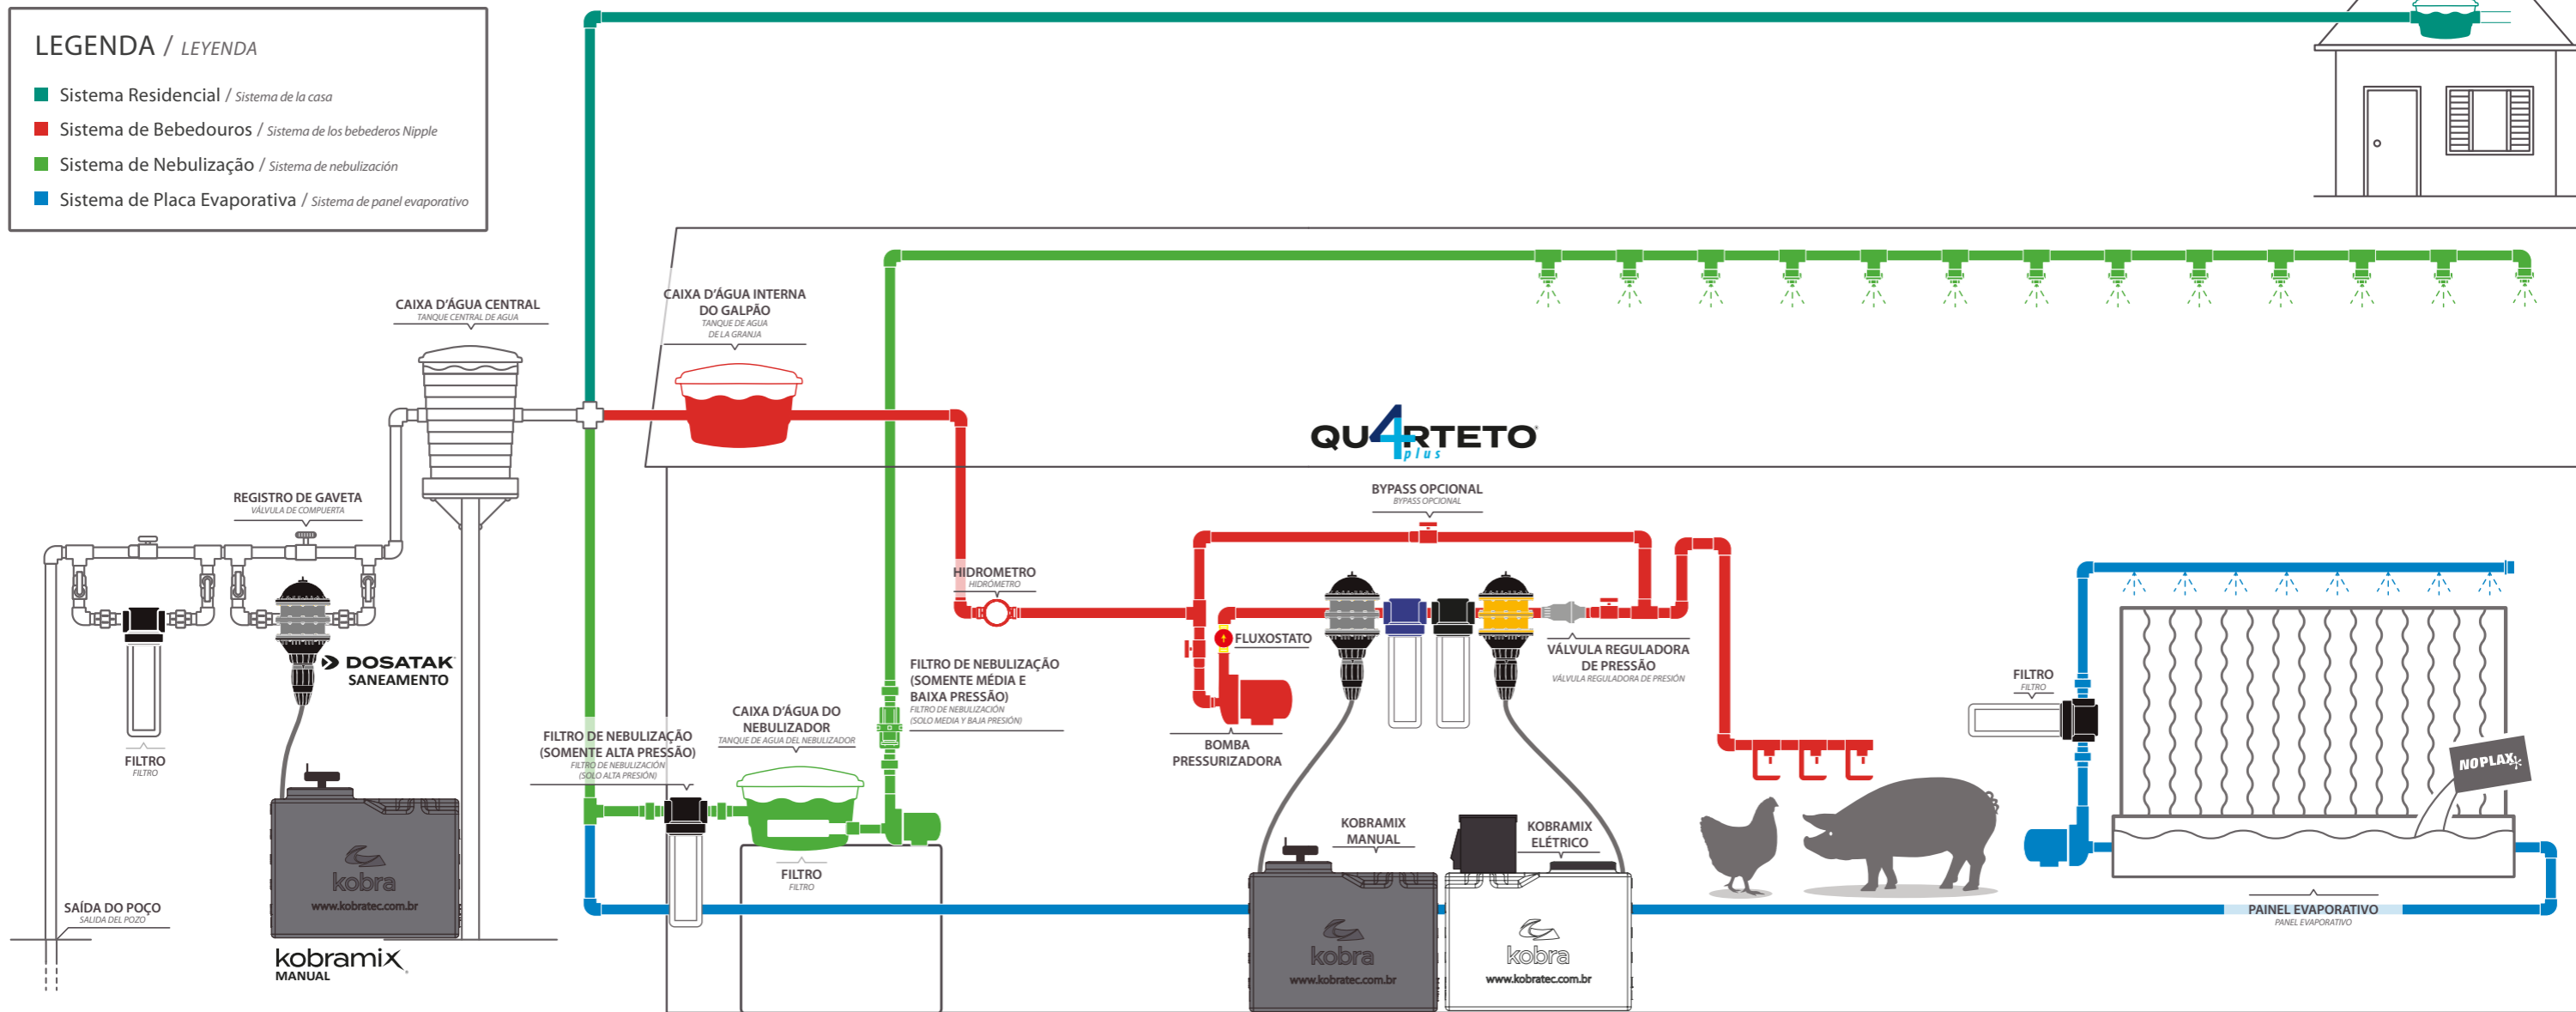 LEGENDA / LEYENDA
Sistema Residencial / Sistema de la casa
Sistema de Bebedouros / Sistema de los bebederos Nipple
Sistema de Nebulização / Sistema de nebulización
Sistema de Placa Evaporativa / Sistema de panel evaporativo
CAIXA D'ÁGUA CENTRAL
TANQUE CENTRAL DE AGUA
CAIXA D'ÁGUA INTERNA
DO GALPÃO
TANQUE DE AGUA
DE LA GRANJA
QU4RTETO
plus
REGISTRO DE GAVETA
VÁLVULA DE COMPUERTA
BYPASS OPCIONAL
BYPASS OPCIONAL
HIDROMETRO
HIDRÓMETRO
FLUXOSTATO
VÁLVULA REGULADORA
DE PRESSÃO
VÁLVULA REGULADORA DE PRESIÓN
DOSATAK
SANEAMENTO
FILTRO
FILTRO
FILTRO DE NEBULIZAÇÃO
(SOMENTE MÉDIA E
BAIXA PRESSÃO)
FILTRO DE NEBULIZACIÓN
(SOLO MEDIA Y BAJA PRESIÓN)
FILTRO DE NEBULIZAÇÃO
(SOMENTE ALTA PRESSÃO)
FILTRO DE NEBULIZACIÓN
(SOLO ALTA PRESIÓN)
CAIXA D'ÁGUA DO
NEBULIZADOR
TANQUE DE AGUA DEL NEBULIZADOR
BOMBA
PRESSURIZADORA
FILTRO
FILTRO
NOPLAX
FILTRO
FILTRO
KOBRAMIX
MANUAL
KOBRAMIX
ELÉTRICO
kobra
www.kobratec.com.br
SAÍDA DO POÇO
SALIDA DEL POZO
kobramix
MANUAL
kobra
www.kobratec.com.br
kobra
www.kobratec.com.br
PAINEL EVAPORATIVO
PANEL EVAPORATIVO